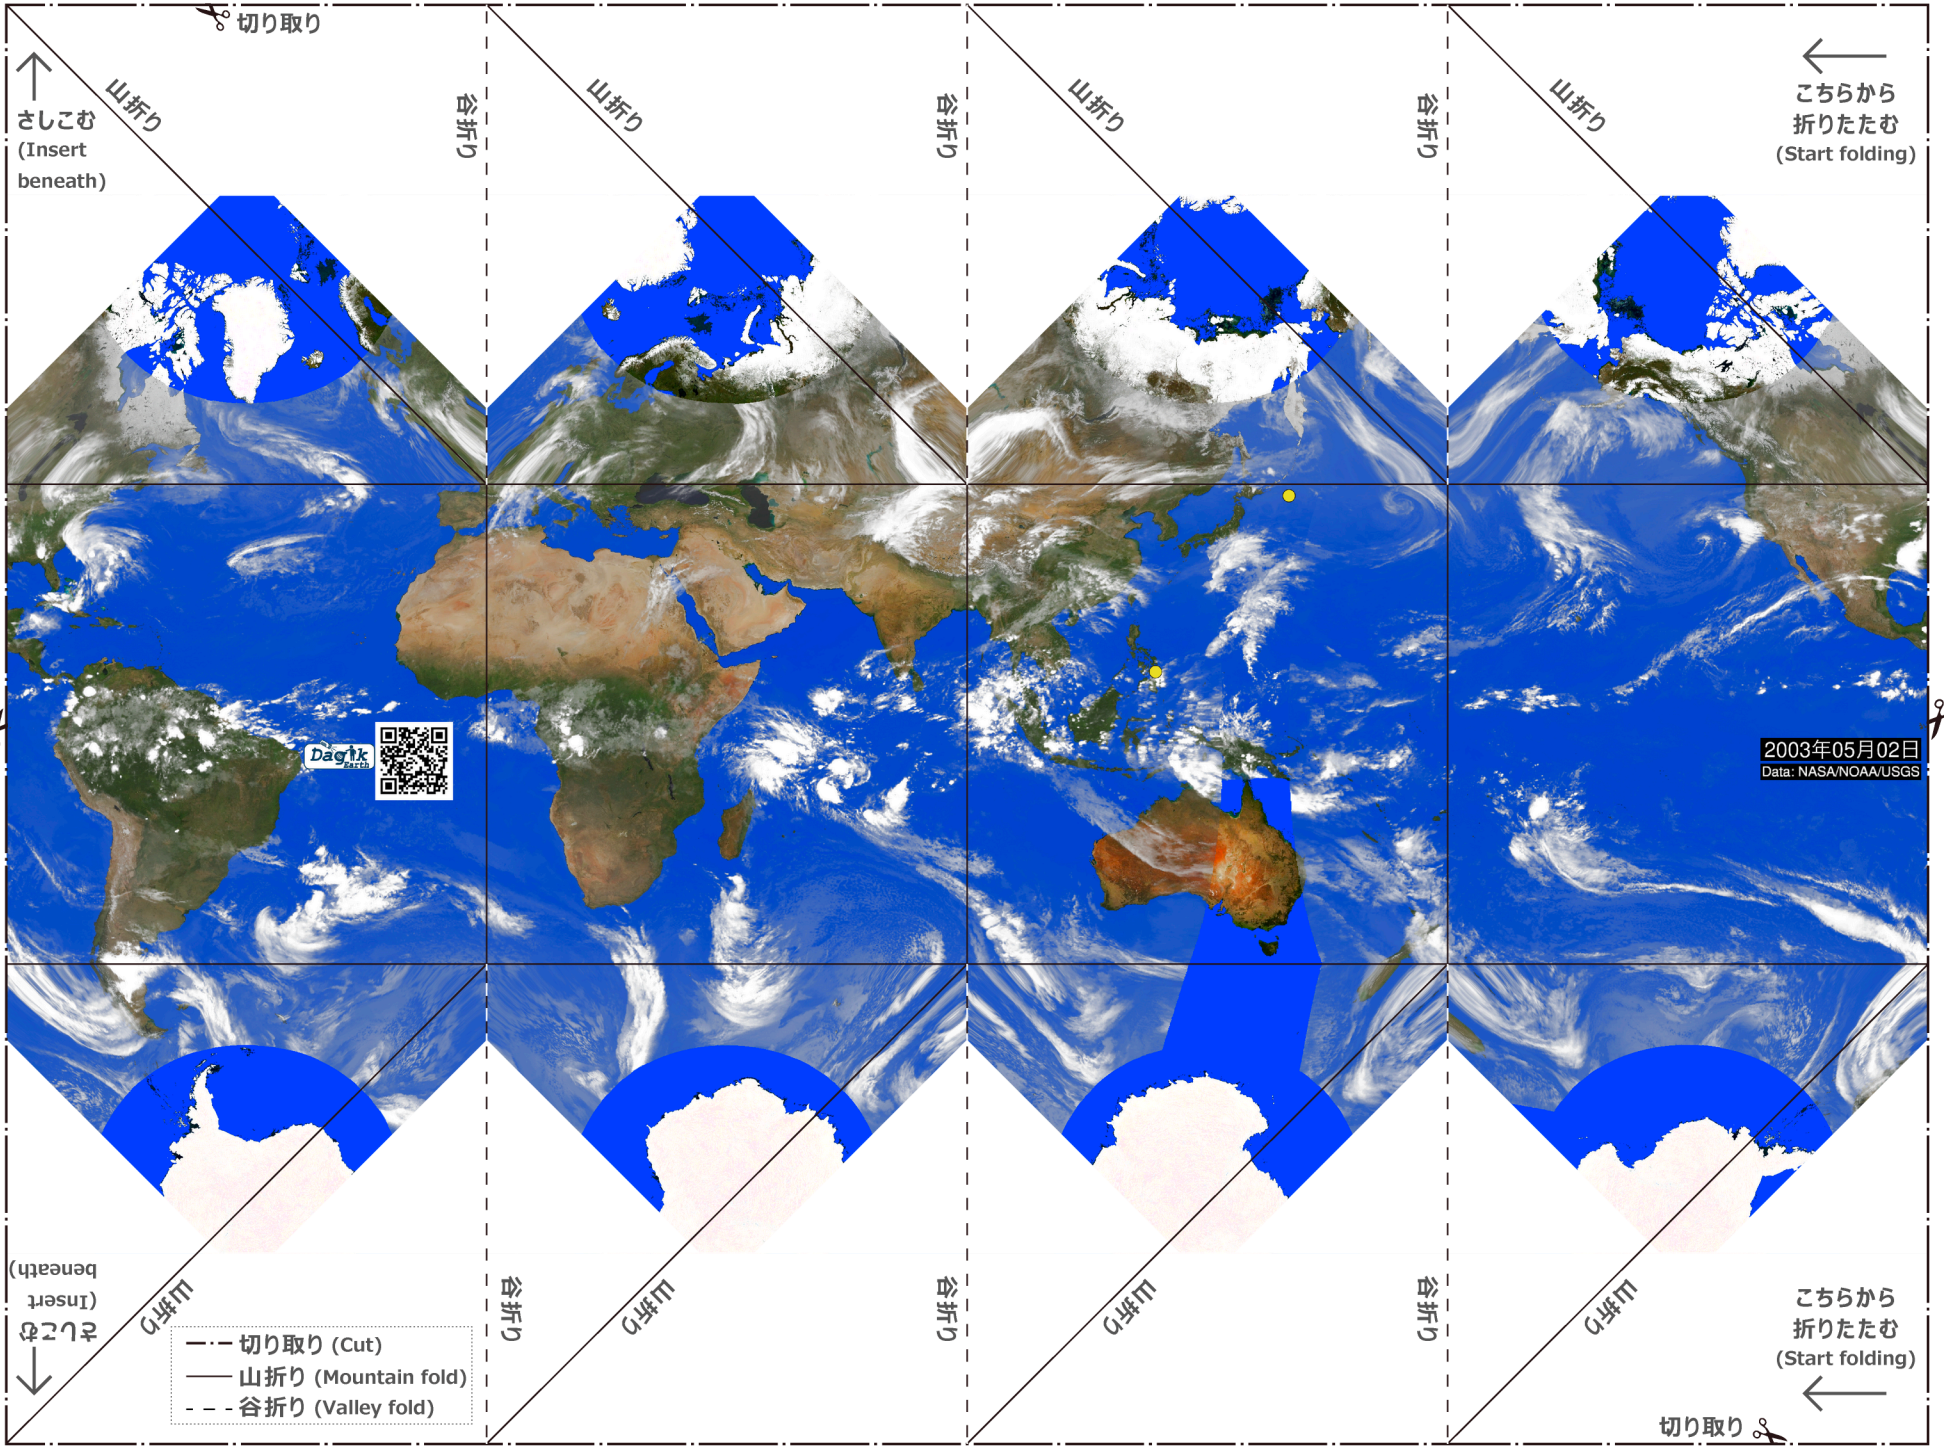 切り取り
山折り
谷折り
山折り
谷折り
山折り
谷折り
山折り
さしこむ
(Insert
beneath)
こちらから
折りたたむ
(Start folding)
Dagik
Earth
2003年05月02日
Data: NASA/NOAA/USGS
さしこむ
(Insert
beneath)
山折り
谷折り
山折り
谷折り
山折り
谷折り
山折り
こちらから
折りたたむ
(Start folding)
切り取り (Cut)
山折り (Mountain fold)
谷折り (Valley fold)
切り取り